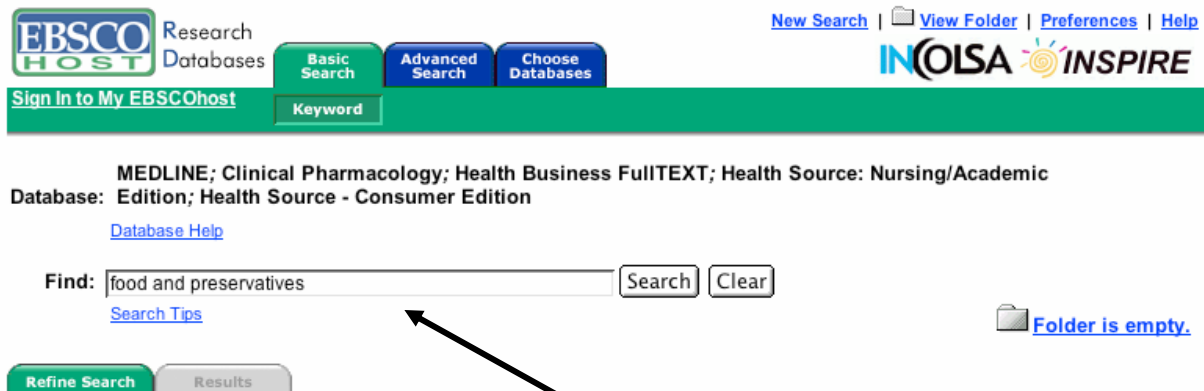 EBSCO Research
HOST Databases
New Search | View Folder | Preferences | Help
Basic Search
Advanced Search
Choose Databases
INCOLSA INSPIRE
Sign In to My EBSCOhost
Keyword
MEDLINE; Clinical Pharmacology; Health Business FullTEXT; Health Source: Nursing/Academic
Database: Edition; Health Source - Consumer Edition
Database Help
Find: food and preservatives Search Clear
Search Tips
Folder is empty.
Refine Search Results